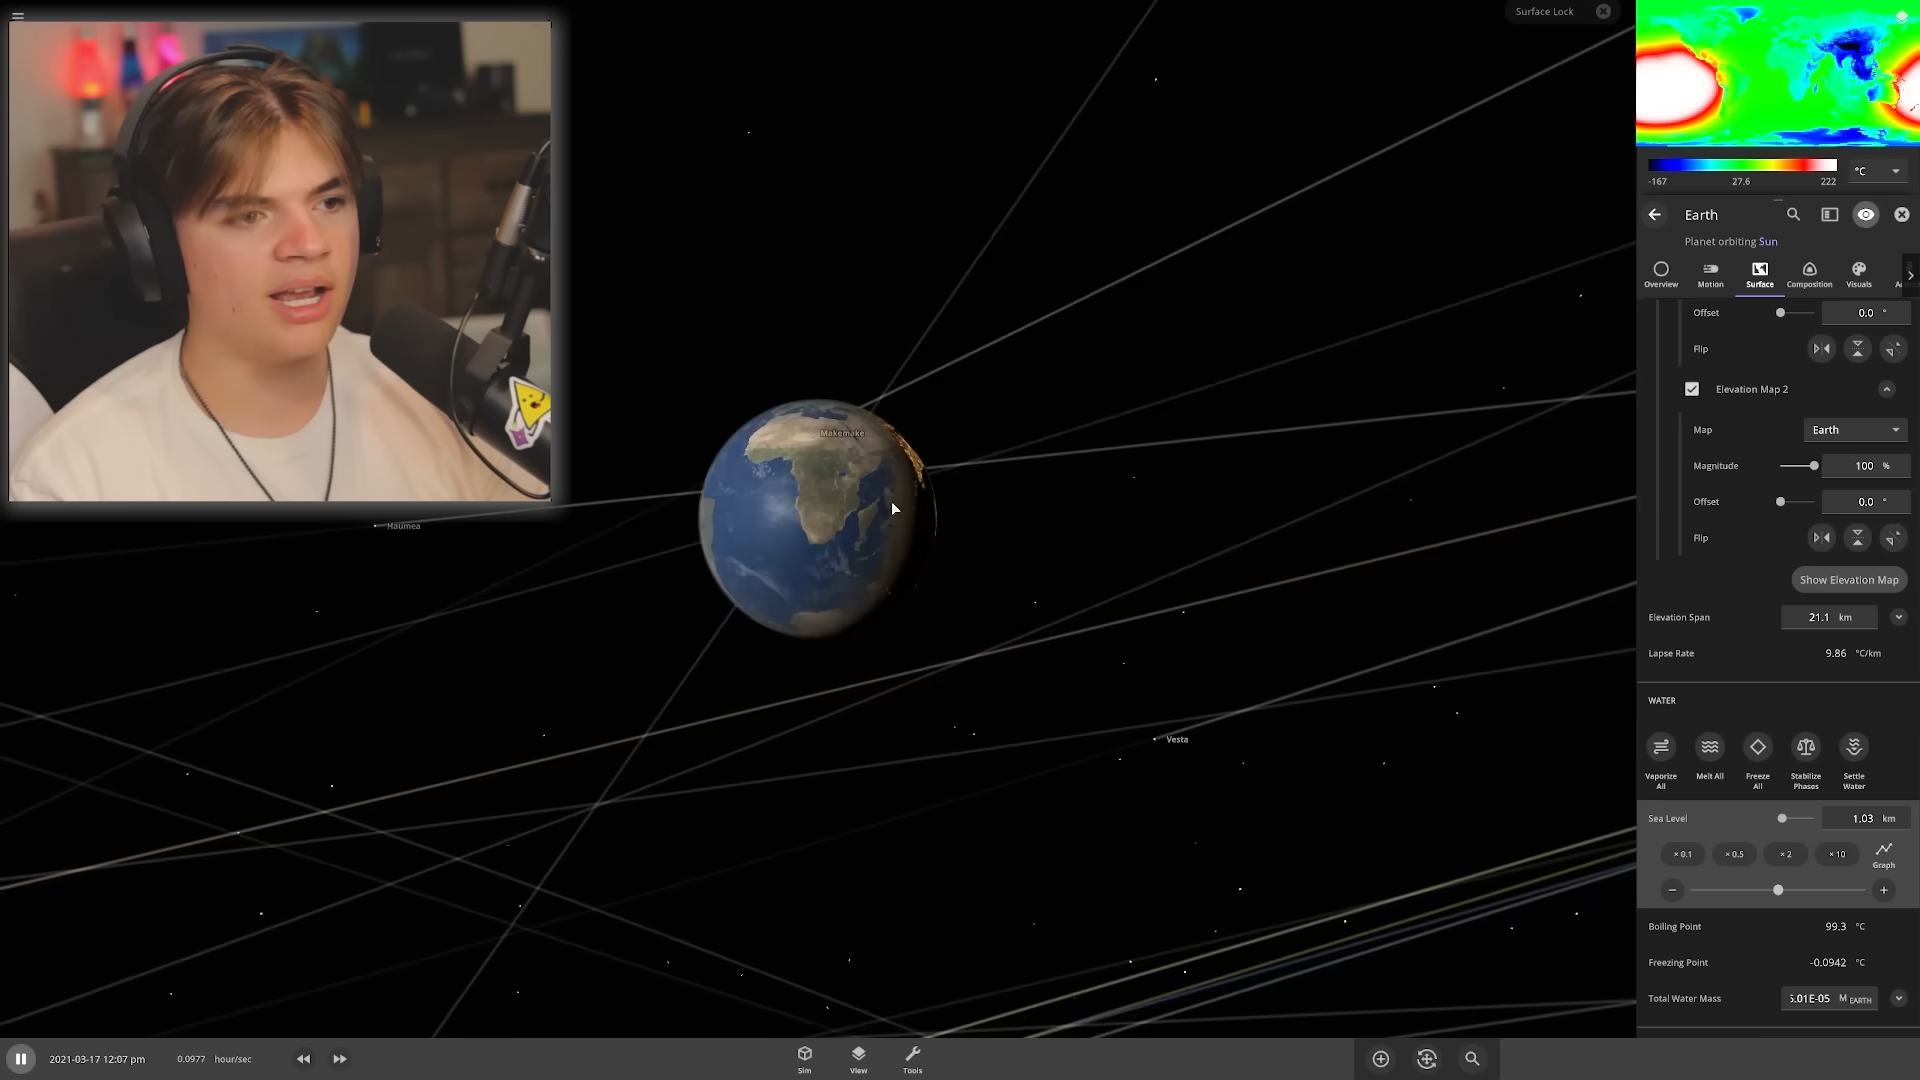 Surface Lock
-167 27.6 222
°C
Earth
Planet orbiting Sun
Overview Motion Surface Composition Visuals
Offset 0.0 °
Flip
Elevation Map 2
Map Earth
Magnitude 100 %
Offset 0.0 °
Flip
Show Elevation Map
Elevation Span 21.1 km
Lapse Rate 9.86 °C/km
WATER
Vaporize All
Melt All
Freeze All
Stabilize Phases
Settle Water
Sea Level 1.03 km
× 0.1 × 0.5 × 2 × 10 Graph
Boiling Point 99.3 °C
Freezing Point -0.0942 °C
Total Water Mass 5.01E-05 M EARTH
Makemake
Haumea
Vesta
2021-03-17 12:07 pm 0.0977 hour/sec
Sim View Tools